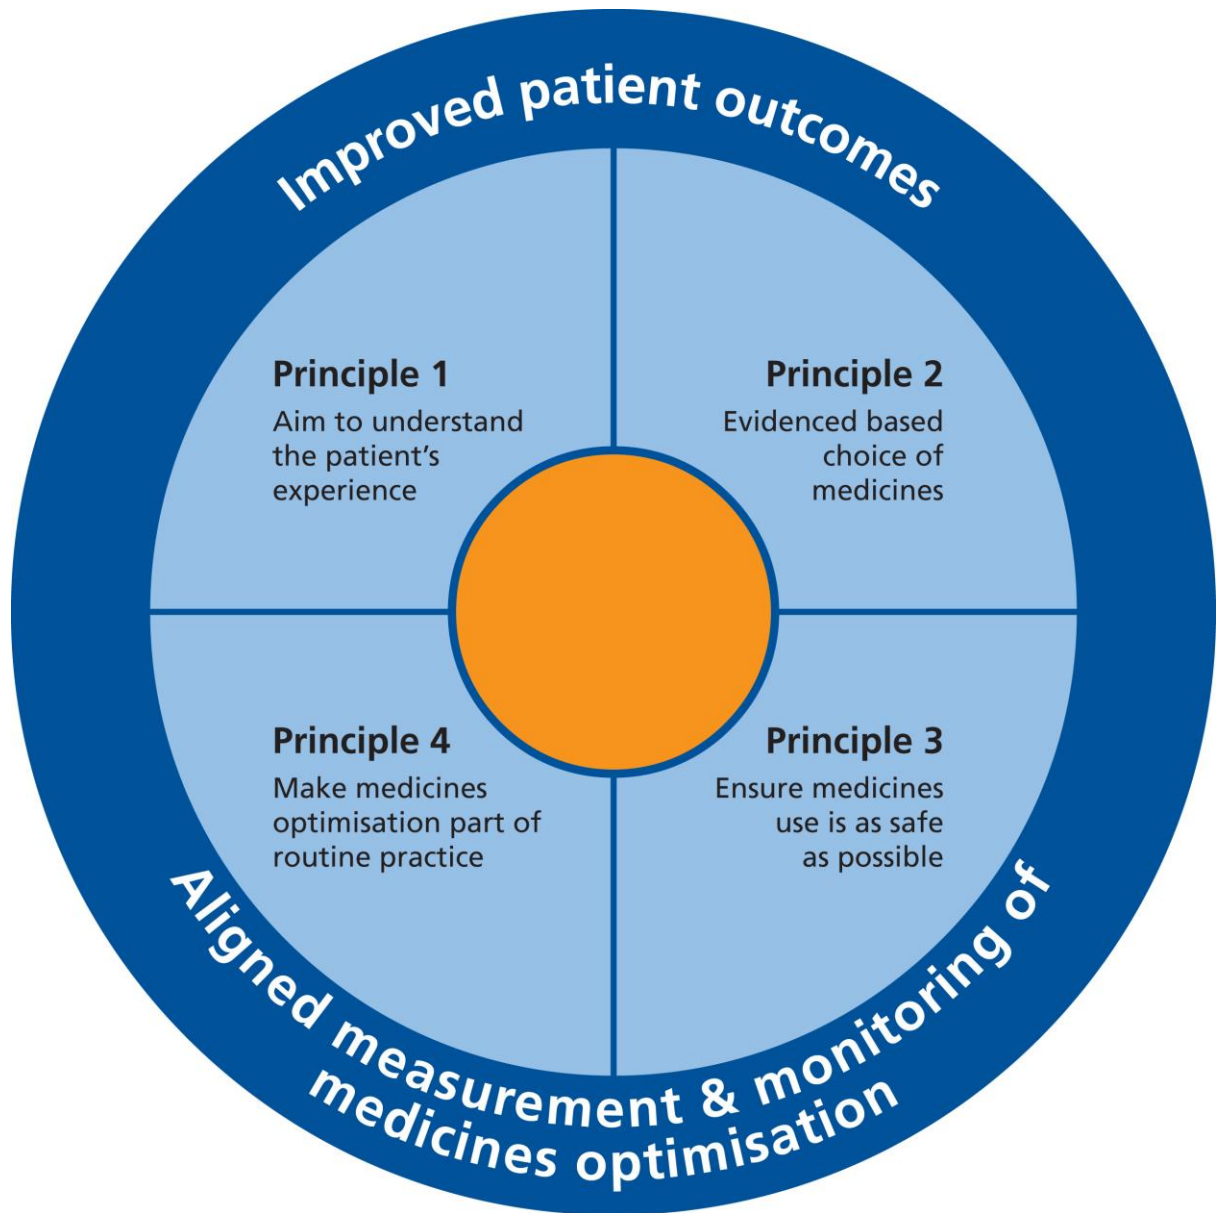 Improved patient outcomes
Principle 1
Aim to understand
the patient’s
experience
Principle 2
Evidenced based
choice of
medicines
Principle 4
Make medicines
optimisation part of
routine practice
Principle 3
Ensure medicines
use is as safe
as possible
Aligned measurement & monitoring of
medicines optimisation